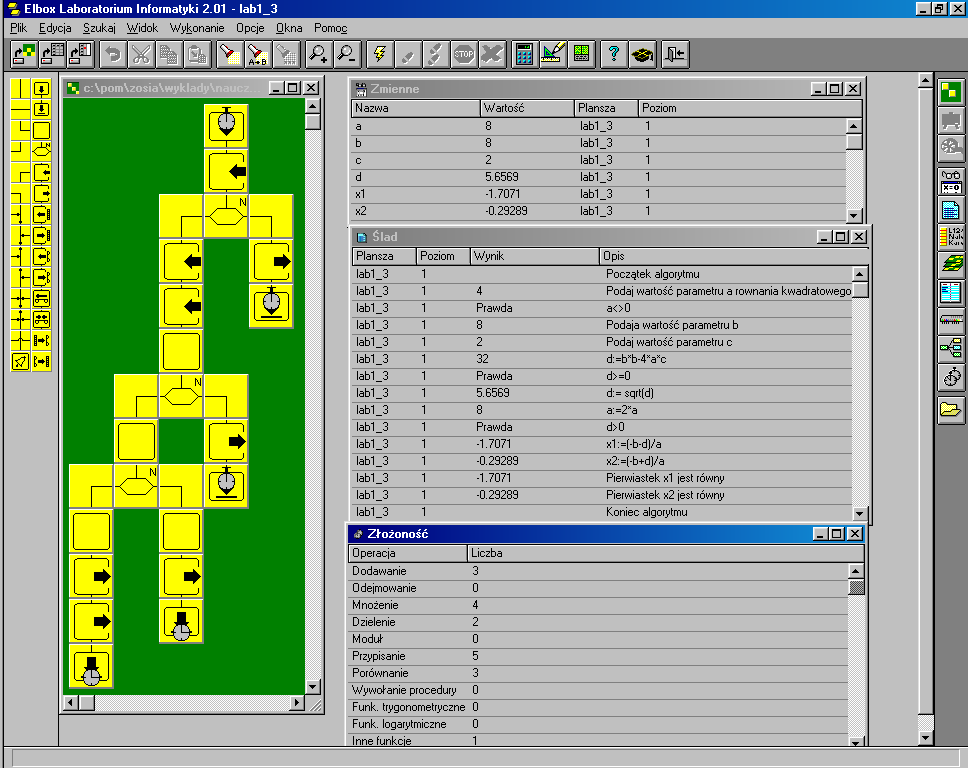 Elbox Laboratorium Informatyki 2.01 - lab1_3
Plik Edycja Szukaj Widok Wykonanie Opcje Okna Pomoc
A→B
STOP
?
c:\pom\zosia\wyklady\naucz...
N
N
N
Zmienne
Nazwa Wartość Plansza Poziom
a 8 lab1_3 1
b 8 lab1_3 1
c 2 lab1_3 1
d 5.6569 lab1_3 1
x1 -1.7071 lab1_3 1
x2 -0.29289 lab1_3 1
Ślad
Plansza Poziom Wynik Opis
lab1_3 1 Początek algorytmu
lab1_3 1 4 Podaj wartość parametru a rownania kwadratowego
lab1_3 1 Prawda a<>0
lab1_3 1 8 Podaja wartość parametru b
lab1_3 1 2 Podaj wartość parametru c
lab1_3 1 32 d:=b*b-4*a*c
lab1_3 1 Prawda d>=0
lab1_3 1 5.6569 d:= sqrt(d)
lab1_3 1 8 a:=2*a
lab1_3 1 Prawda d>0
lab1_3 1 -1.7071 x1:=(-b-d)/a
lab1_3 1 -0.29289 x2:=(-b+d)/a
lab1_3 1 -1.7071 Pierwiastek x1 jest równy
lab1_3 1 -0.29289 Pierwiastek x2 jest równy
lab1_3 1 Koniec algorytmu
Złożoność
Operacja Liczba
Dodawanie 3
Odejmowanie 0
Mnożenie 4
Dzielenie 2
Moduł 0
Przypisanie 5
Porównanie 3
Wywołanie procedury 0
Funk. trygonometryczne 0
Funk. logarytmiczne 0
Inne funkcje 1
x=0